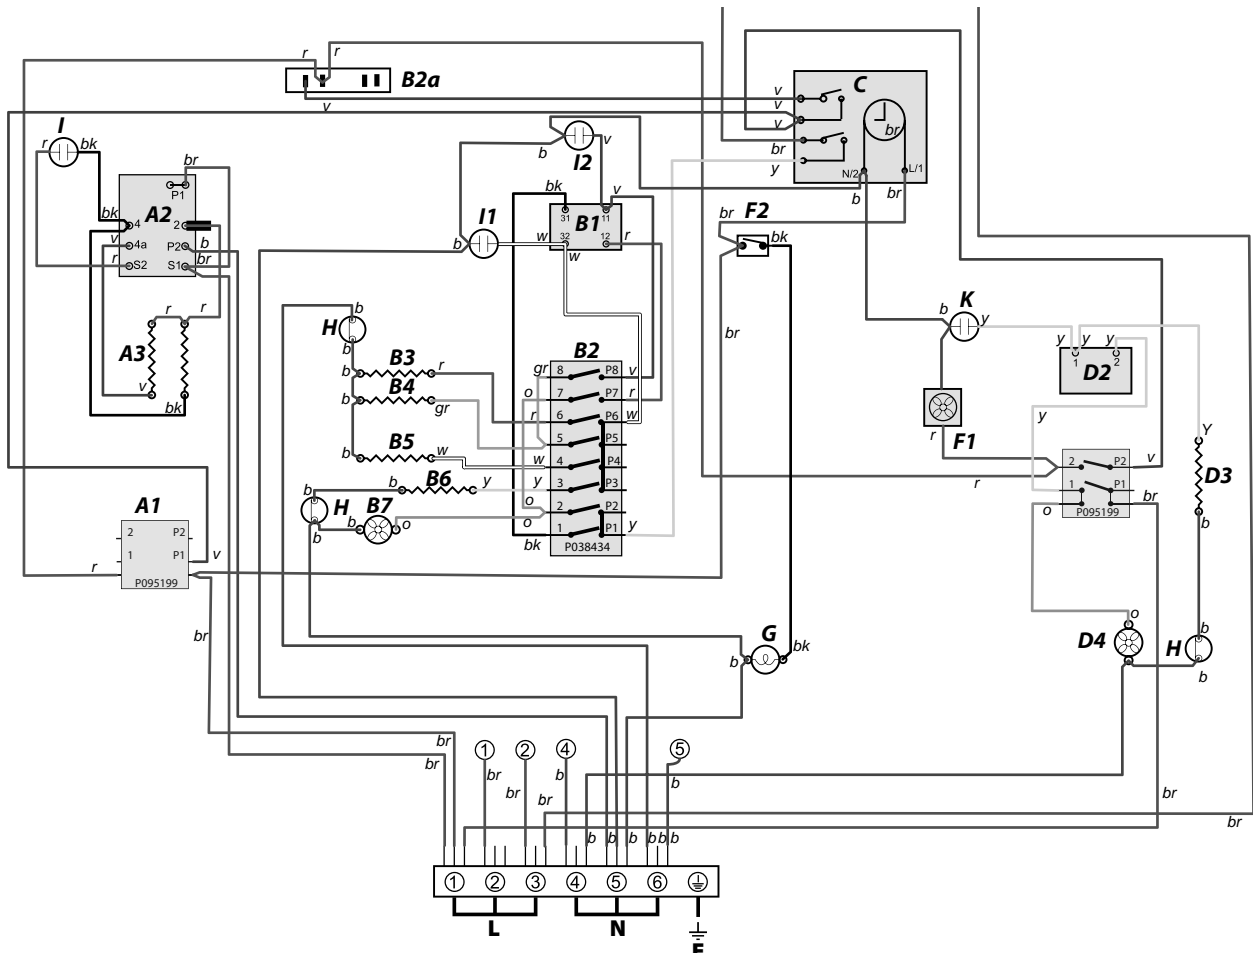 r
r
B2a
v
C
v
v
v
br
br
y
N/2
L/1
b
br
I
r
bk
br
P1
A2
bk
4
2
v
4a
P2
b
r
S2
S1
br
I2
b
v
bk
v
31
11
B1
32
12
I1
b
w
r
w
F2
br
bk
br
K
b
y
y
y
y
1
2
D2
r
r
A3
v
bk
H
b
b
B3
b
r
B4
b
gr
B5
b
w
B6
b
y
H
B7
b
b
o
B2
gr
8
P8
v
o
7
P7
r
r
6
P6
w
5
P5
w
4
P4
y
3
P3
o
2
P2
o
1
P1
y
bk
P038434
F1
r
y
Y
D3
b
r
2
P2
v
1
P1
br
o
P095199
A1
2
P2
1
P1
v
r
P095199
br
G
b
bk
o
D4
H
b
b
br
br
1
br
2
br
4
b
5
b
br
br
br
b
b
b
b
b
b
1
2
3
4
5
6
L
N
E